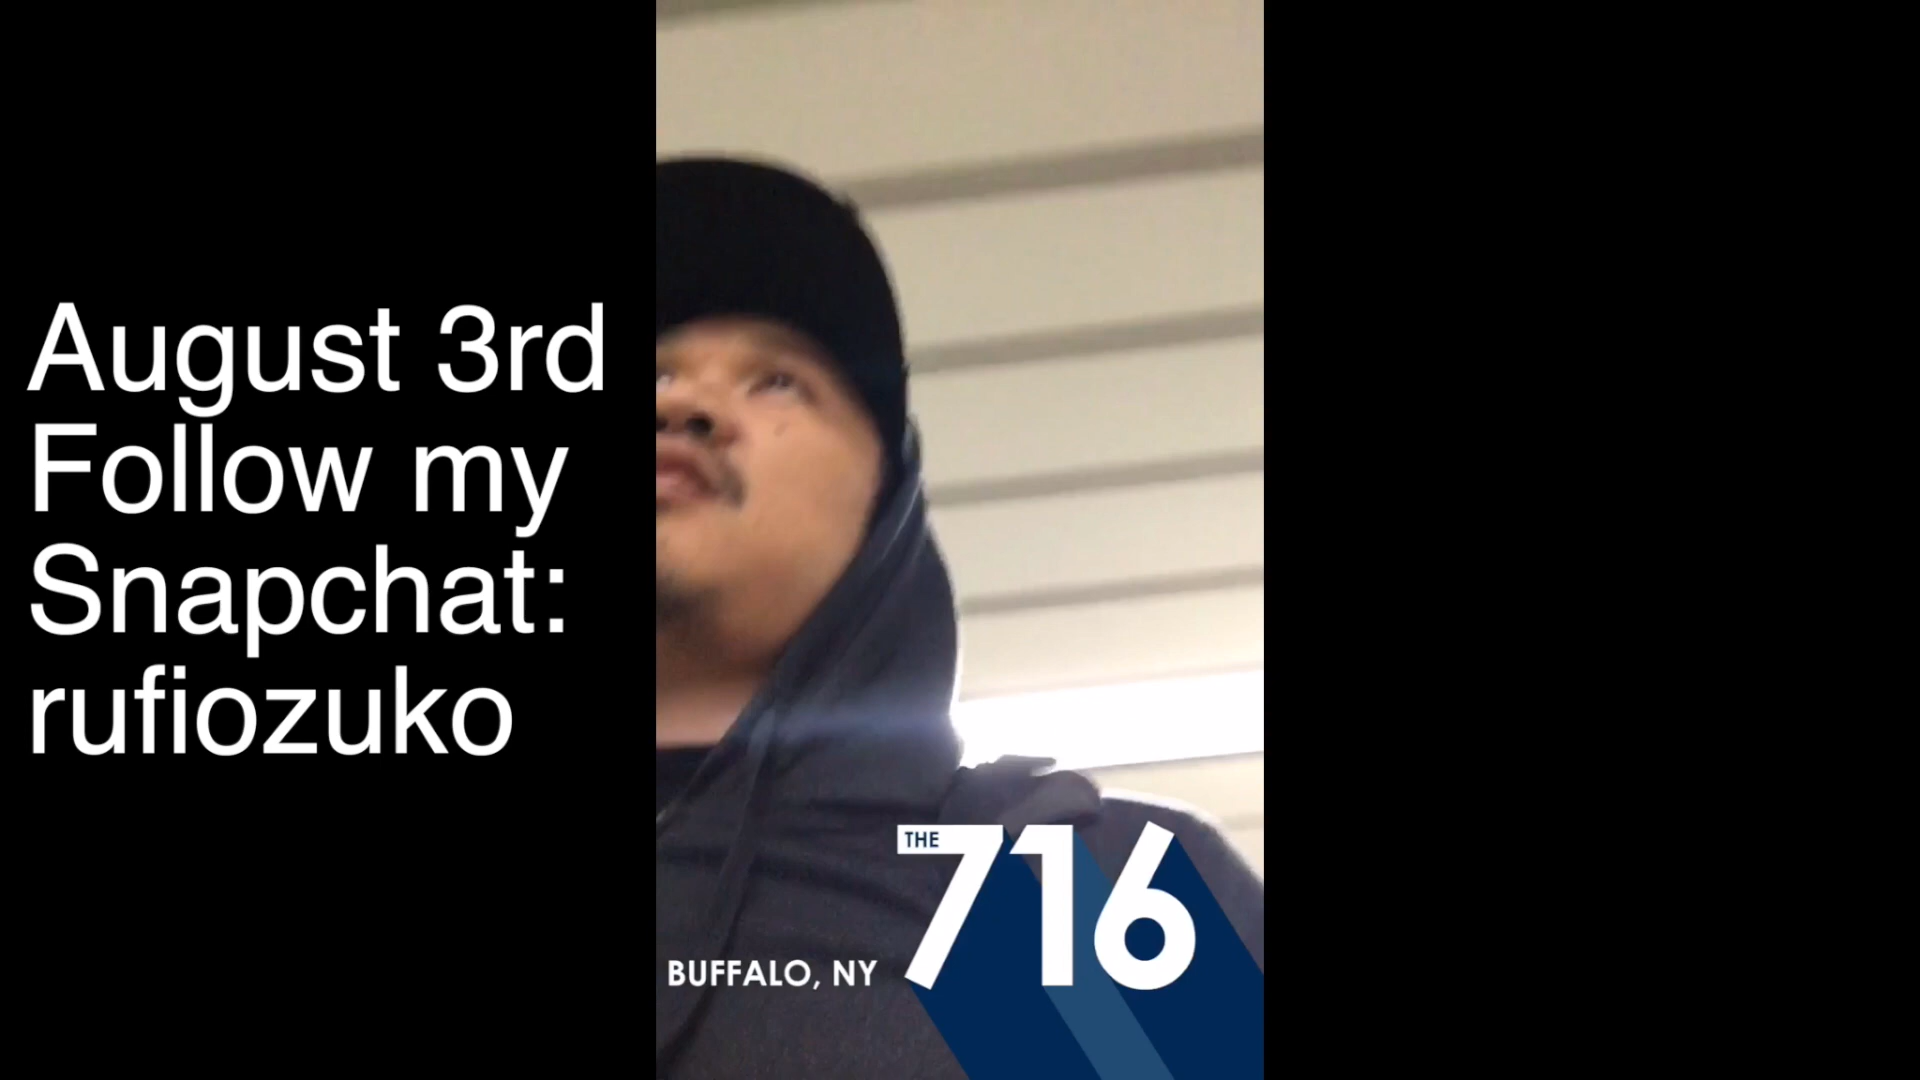 August 3rd
Follow my
Snapchat:
rufiozuko
THE
716
BUFFALO, NY